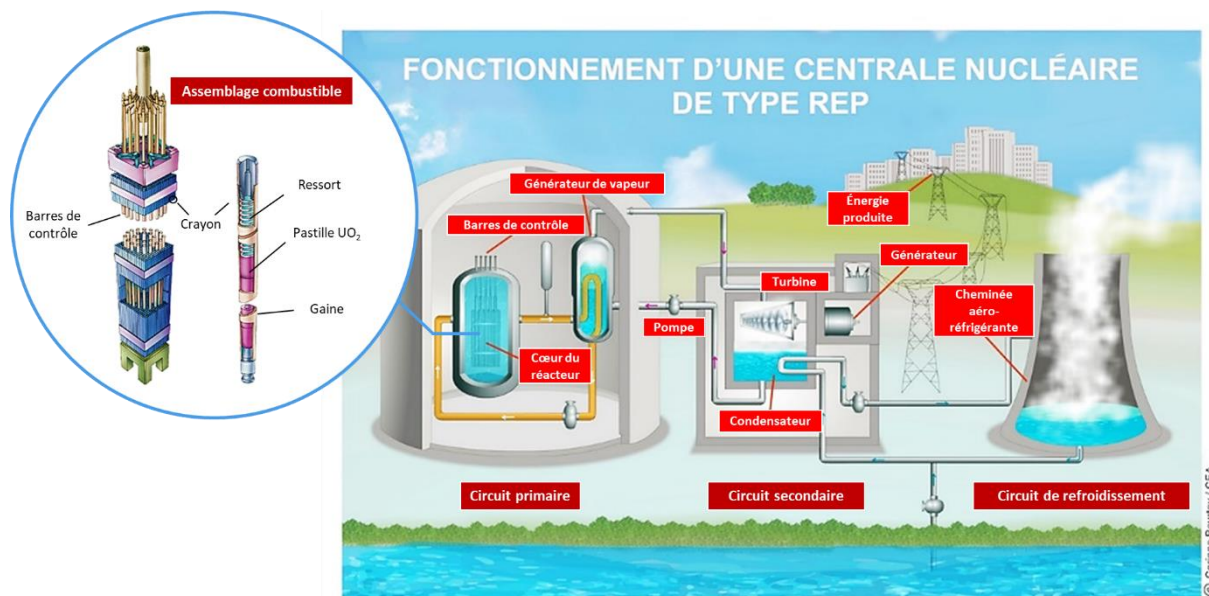 Assemblage combustible
Barres de
contrôle
Crayon
Ressort
Pastille UO₂
Gaine
FONCTIONNEMENT D'UNE CENTRALE NUCLÉAIRE
DE TYPE REP
Générateur de vapeur
Barres de contrôle
Énergie
produite
Générateur
Turbine
Cheminée
aéro-
réfrigérante
Pompe
Cœur du
réacteur
Condensateur
Circuit primaire
Circuit secondaire
Circuit de refroidissement